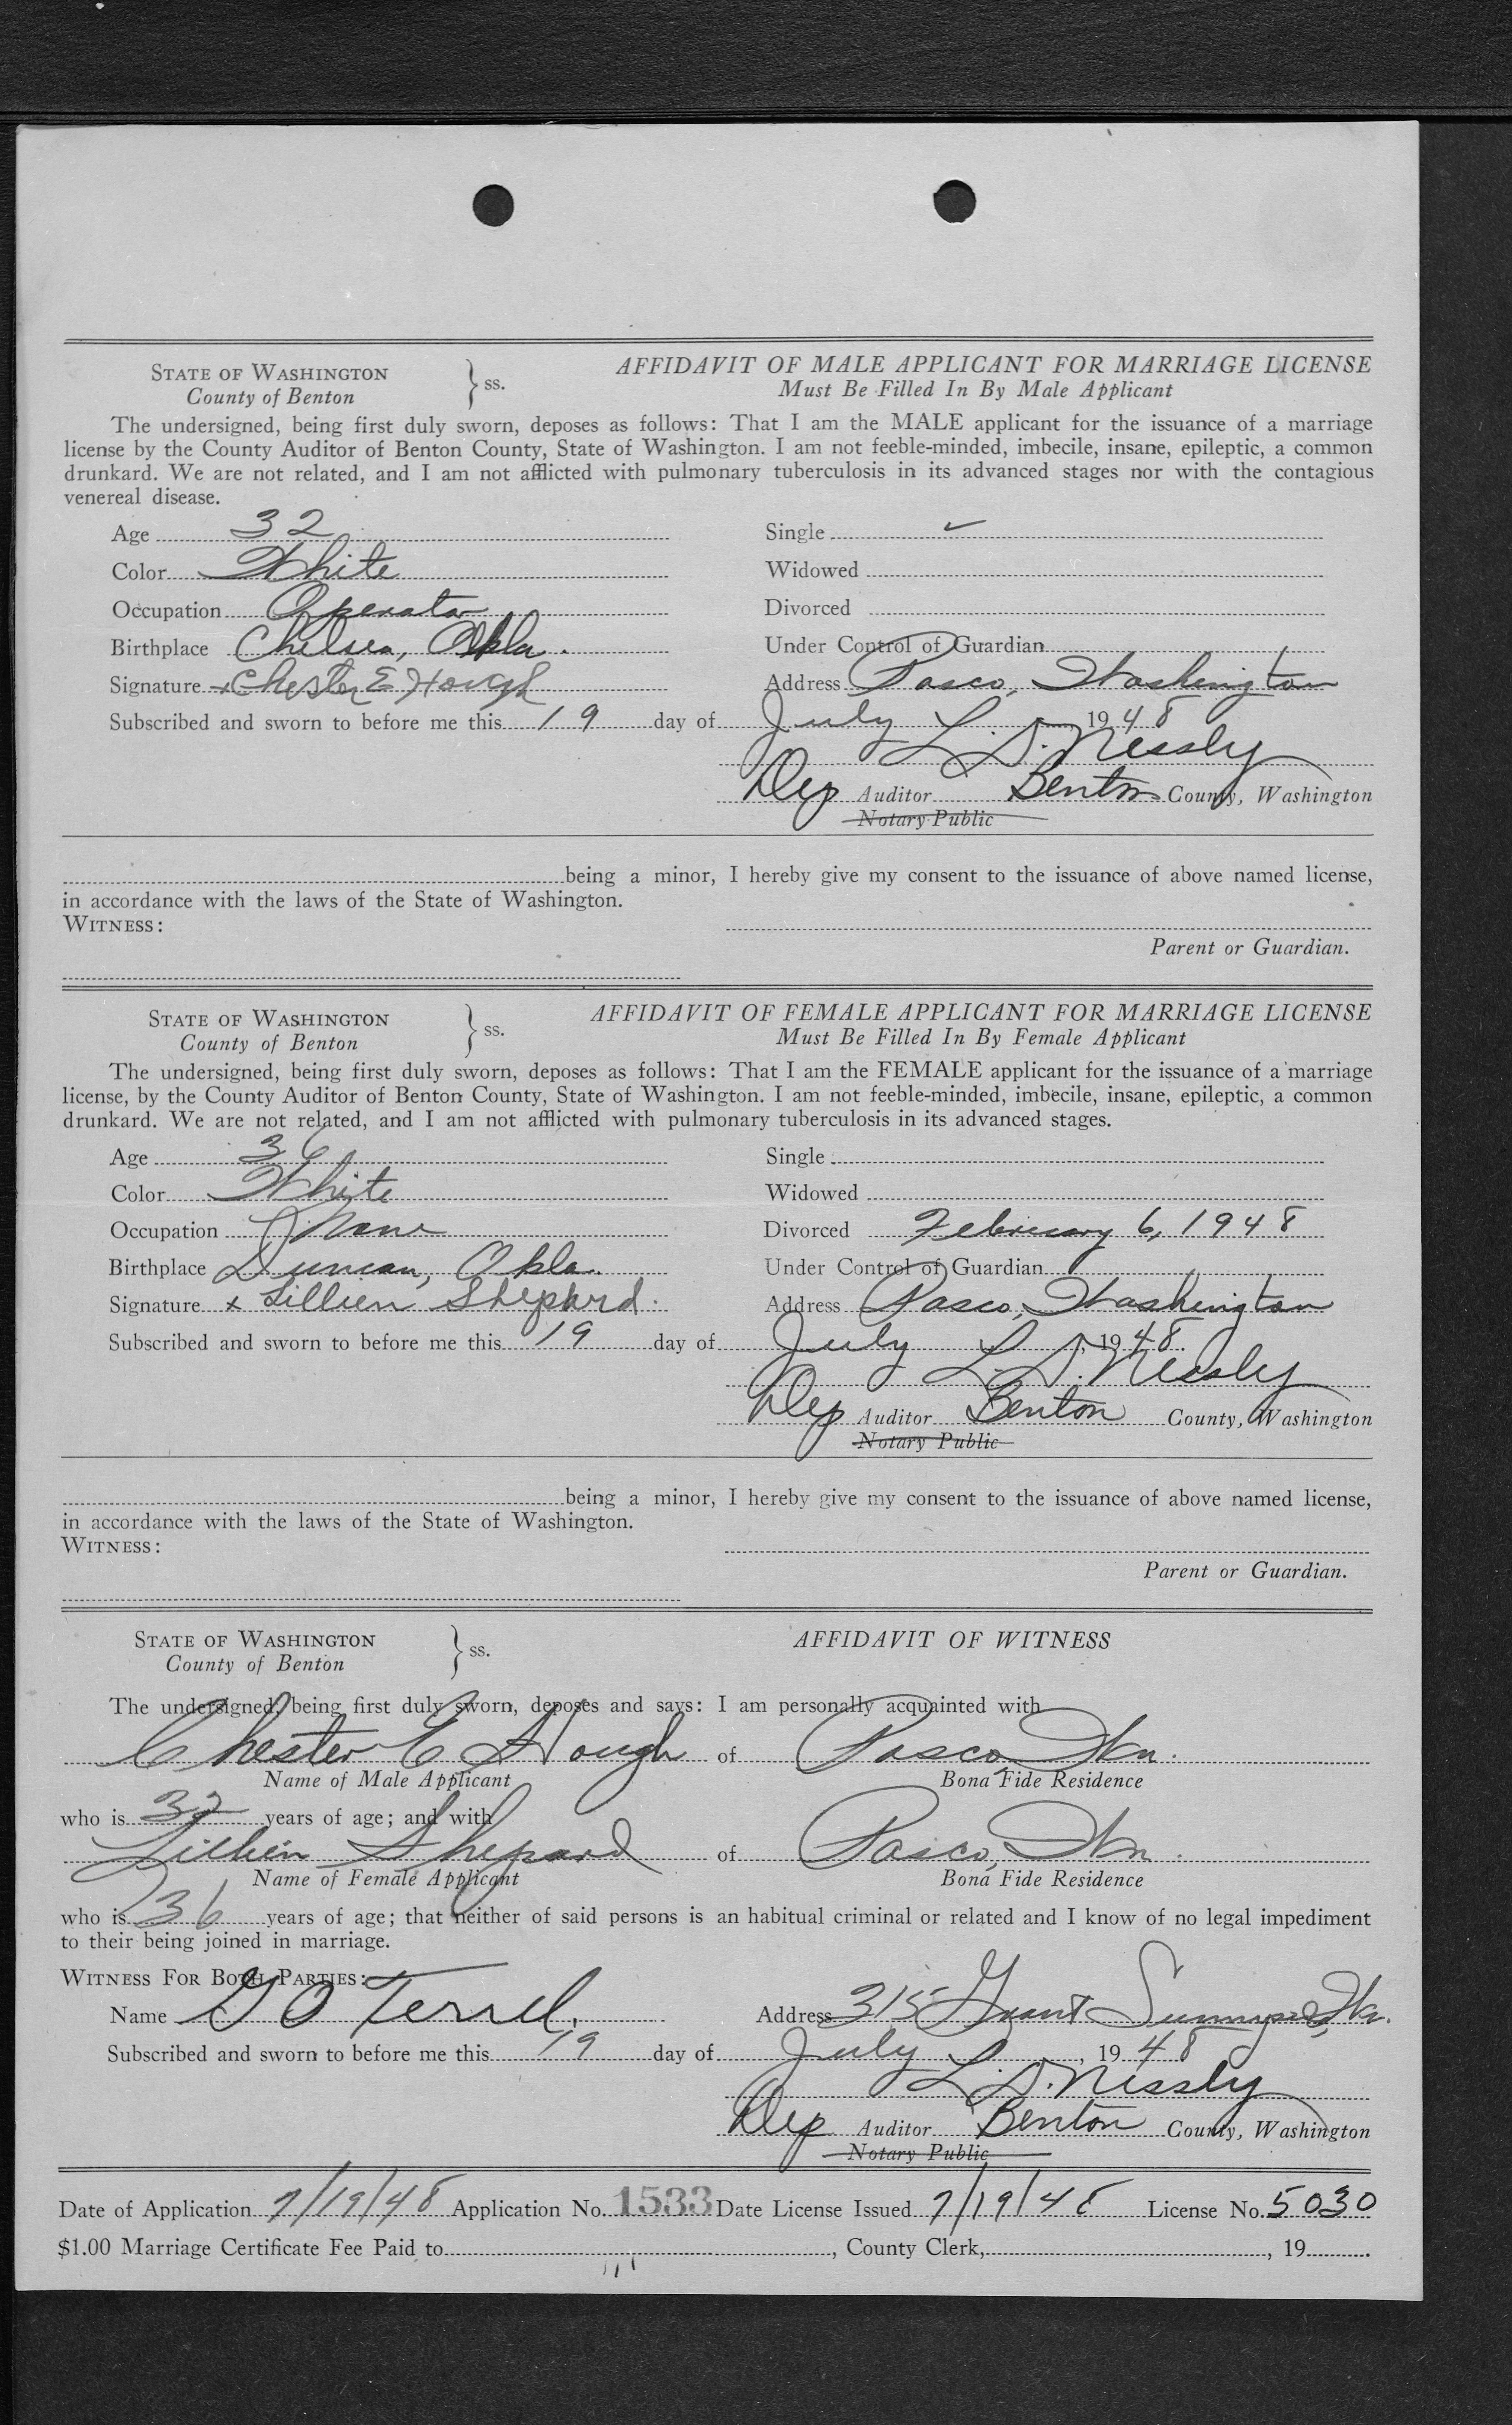 STATE OF WASHINGTON
County of Benton
} ss.
AFFIDAVIT OF MALE APPLICANT FOR MARRIAGE LICENSE
Must Be Filled In By Male Applicant
The undersigned, being first duly sworn, deposes as follows: That I am the MALE applicant for the issuance of a marriage
license by the County Auditor of Benton County, State of Washington. I am not feeble-minded, imbecile, insane, epileptic, a common
drunkard. We are not related, and I am not afflicted with pulmonary tuberculosis in its advanced stages nor with the contagious
venereal disease.
Age 32 Single ✓
Color White Widowed
Occupation Operator Divorced
Birthplace Chelsea, Okla. Under Control of Guardian
Signature x Chester E Hough Address Pasco, Washington
Subscribed and sworn to before me this 19 day of July 1948
L. D. Nessly
Dep Auditor Benton County, Washington
Notary Public
being a minor, I hereby give my consent to the issuance of above named license,
in accordance with the laws of the State of Washington.
WITNESS:
Parent or Guardian.
STATE OF WASHINGTON
County of Benton
} ss.
AFFIDAVIT OF FEMALE APPLICANT FOR MARRIAGE LICENSE
Must Be Filled In By Female Applicant
The undersigned, being first duly sworn, deposes as follows: That I am the FEMALE applicant for the issuance of a marriage
license, by the County Auditor of Benton County, State of Washington. I am not feeble-minded, imbecile, insane, epileptic, a common
drunkard. We are not related, and I am not afflicted with pulmonary tuberculosis in its advanced stages.
Age 36 Single
Color White Widowed
Occupation None Divorced February 6, 1948
Birthplace Duncan, Okla. Under Control of Guardian
Signature x Lillien Shepard. Address Pasco, Washington
Subscribed and sworn to before me this 19 day of July, 1948.
L. D. Nessly
Dep Auditor Benton County, Washington
Notary Public
being a minor, I hereby give my consent to the issuance of above named license,
in accordance with the laws of the State of Washington.
WITNESS:
Parent or Guardian.
STATE OF WASHINGTON
County of Benton
} ss.
AFFIDAVIT OF WITNESS
The undersigned, being first duly sworn, deposes and says: I am personally acquainted with
Chester E Hough of Pasco, Wn.
Name of Male Applicant Bona Fide Residence
who is 32 years of age; and with
Lillien Shepard of Pasco, Wn.
Name of Female Applicant Bona Fide Residence
who is 36 years of age; that neither of said persons is an habitual criminal or related and I know of no legal impediment
to their being joined in marriage.
WITNESS FOR BOTH PARTIES:
Name G O Terrel. Address 315 Grant Sunnyside, Wn.
Subscribed and sworn to before me this 19 day of July, 1948
L. D. Nessly
Dep Auditor Benton County, Washington
Notary Public
Date of Application 7/19/48 Application No. 1533 Date License Issued 7/19/48 License No. 5030
$1.00 Marriage Certificate Fee Paid to , County Clerk, , 19